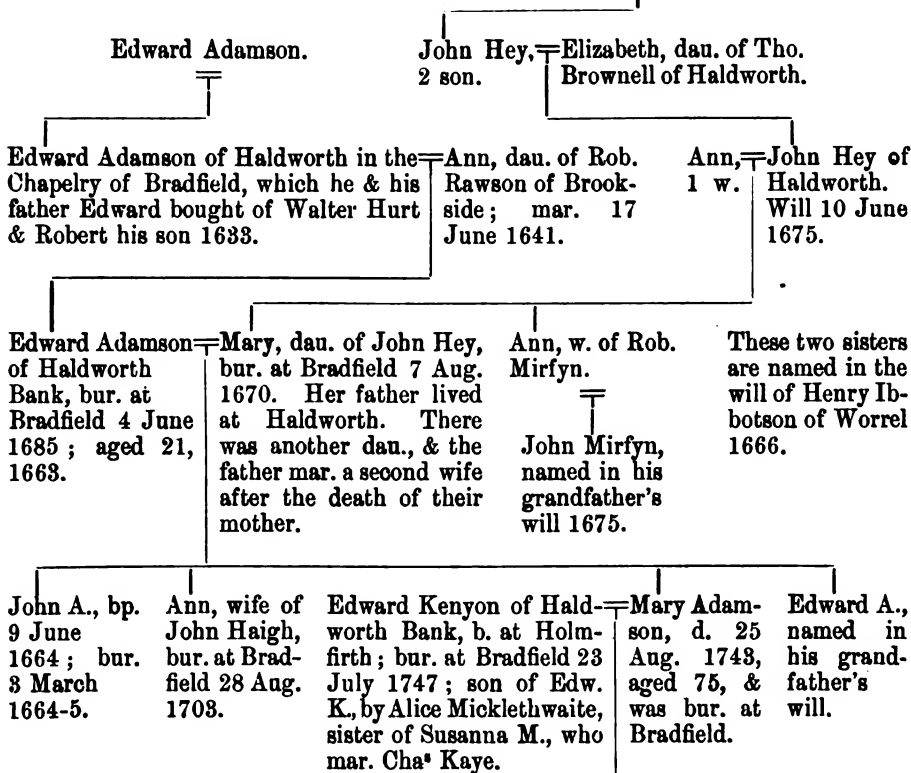 Edward Adamson.
John Hey,
2 son.
Elizabeth, dau. of Tho.
Brownell of Haldworth.
Edward Adamson of Haldworth in the
Chapelry of Bradfield, which he & his
father Edward bought of Walter Hurt
& Robert his son 1633.
Ann, dau. of Rob.
Rawson of Brook-
side; mar. 17
June 1641.
Ann,
1 w.
John Hey of
Haldworth.
Will 10 June
1675.
Edward Adamson
of Haldworth
Bank, bur. at
Bradfield 4 June
1685; aged 21,
1663.
Mary, dau. of John Hey,
bur. at Bradfield 7 Aug.
1670. Her father lived
at Haldworth. There
was another dau., & the
father mar. a second wife
after the death of their
mother.
Ann, w. of Rob.
Mirfyn.
John Mirfyn,
named in his
grandfather's
will 1675.
These two sisters
are named in the
will of Henry Ib-
botson of Worrel
1666.
John A., bp.
9 June
1664; bur.
3 March
1664-5.
Ann, wife of
John Haigh,
bur. at Brad-
field 28 Aug.
1703.
Edward Kenyon of Hald-
worth Bank, b. at Holm-
firth; bur. at Bradfield 23
July 1747; son of Edw.
K., by Alice Micklethwaite,
sister of Susanna M., who
mar. Chaˢ Kaye.
Mary Adam-
son, d. 25
Aug. 1743,
aged 75, &
was bur. at
Bradfield.
Edward A.,
named in
his grand-
father's
will.